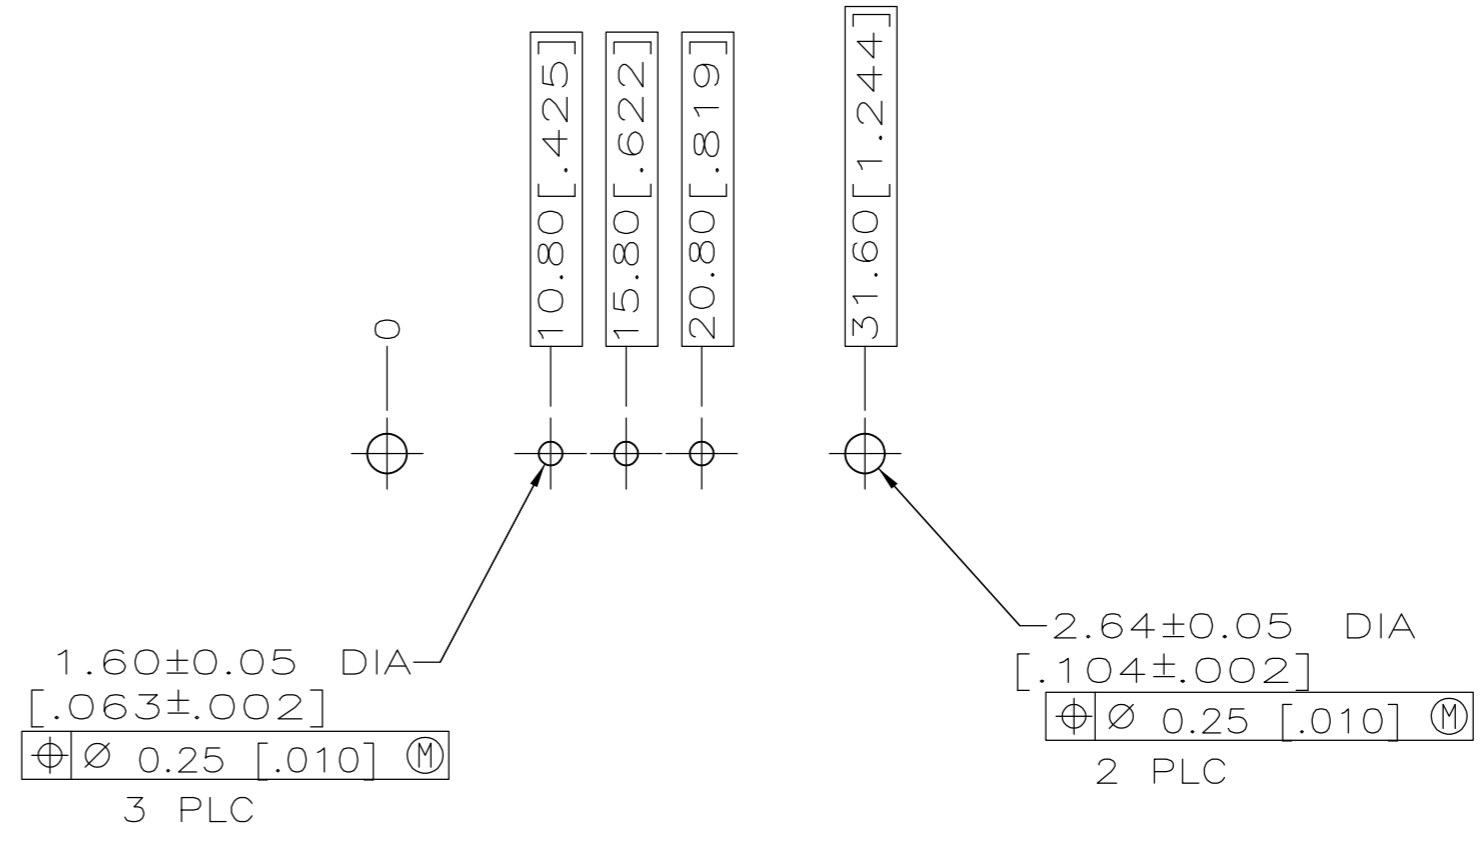 0
10.80[.425]
15.80[.622]
20.80[.819]
31.60[1.244]
1.60±0.05 DIA
[.063±.002]
⌖ ∅ 0.25 [.010] Ⓜ
3 PLC
2.64±0.05 DIA
[.104±.002]
⌖ ∅ 0.25 [.010] Ⓜ
2 PLC